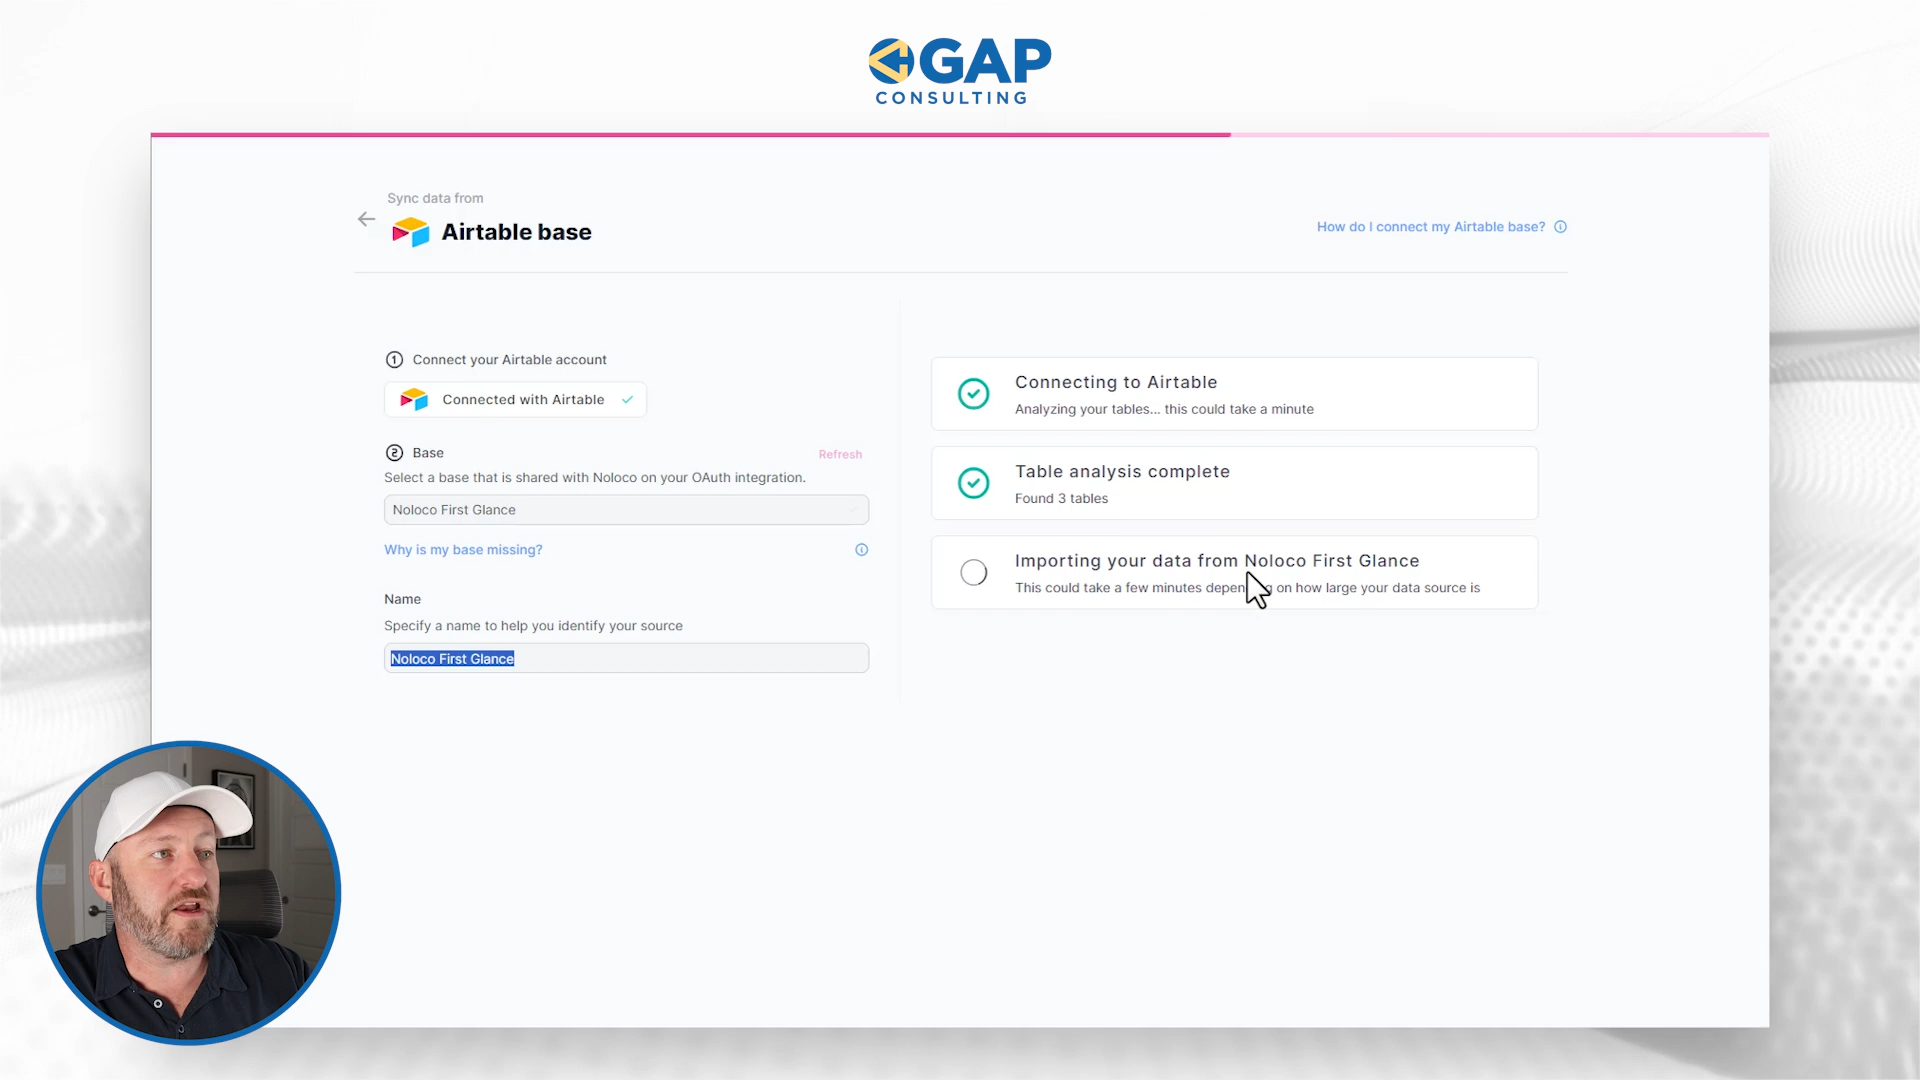 GAP
CONSULTING
Sync data from
Airtable base
How do I connect my Airtable base?
1 Connect your Airtable account
Connected with Airtable
2 Base
Refresh
Select a base that is shared with Noloco on your OAuth integration.
Noloco First Glance
Why is my base missing?
Name
Specify a name to help you identify your source
Noloco First Glance
Connecting to Airtable
Analyzing your tables... this could take a minute
Table analysis complete
Found 3 tables
Importing your data from Noloco First Glance
This could take a few minutes depending on how large your data source is